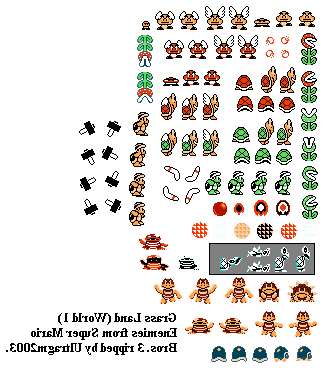 Grass Land (World 1)
Enemies from Super Mario
Bros. 3 ripped by Ultragm2003.